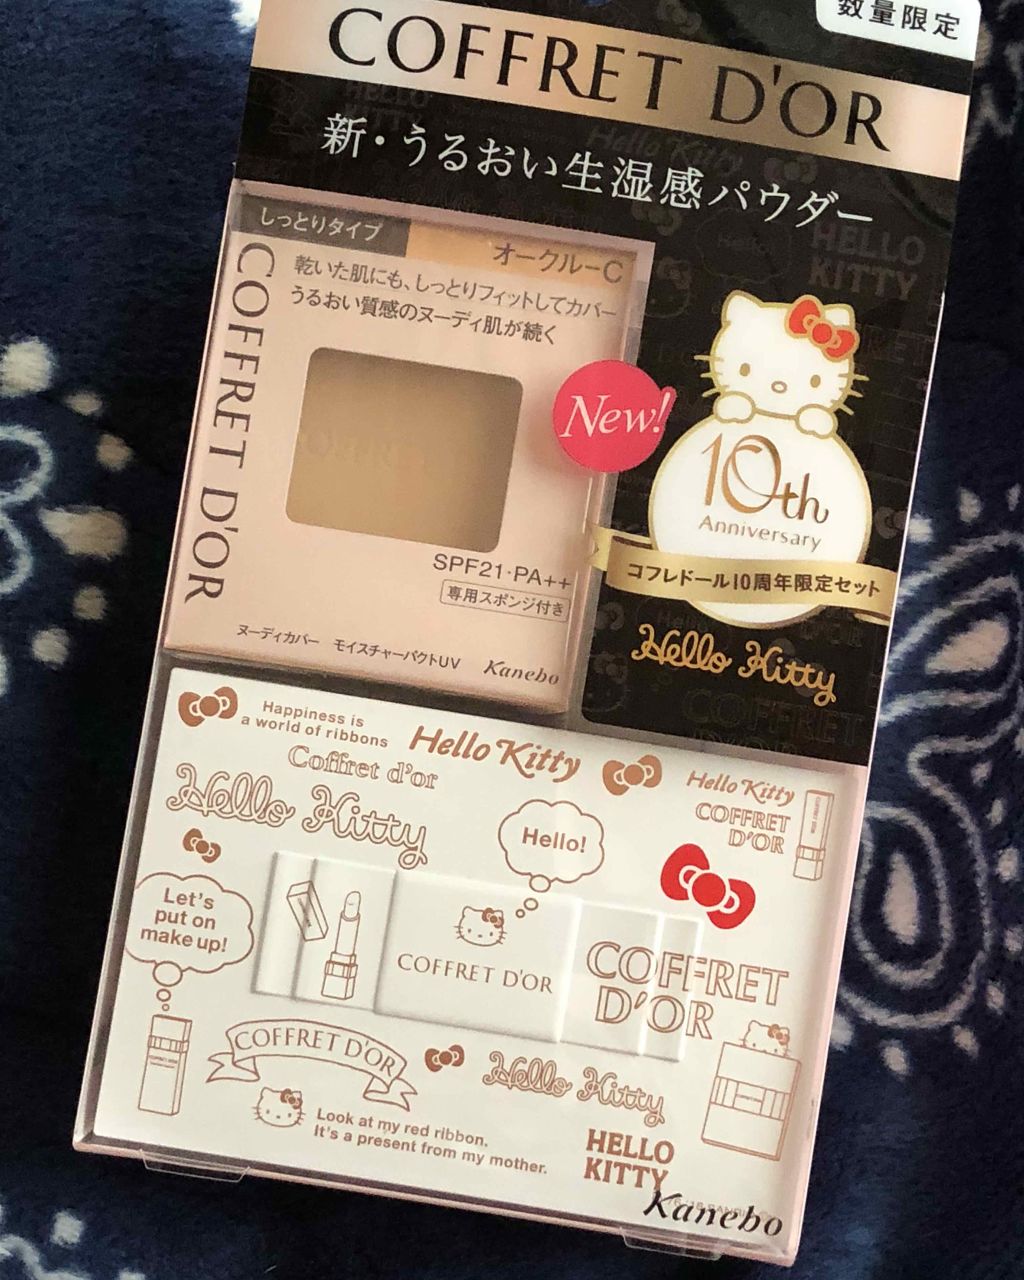 数量限定
COFFRET D'OR
新・うるおい生湿感パウダー
しっとりタイプ
オークルーC
乾いた肌にも、しっとりフィットしてカバー
うるおい質感のヌーディ肌が続く
COFFRET D'OR
New!
SPF21・PA++
専用スポンジ付き
ヌーディカバー モイスチャーパクトUV
Kanebo
HELLO
KITTY
10th
Anniversary
コフレドール10周年限定セット
Hello Kitty
COFFRET
D'OR
Happiness is
a world of ribbons
Hello Kitty
Coffret d'or
Hello Kitty
Hello Kitty
COFFRET
D'OR
Hello!
Let's
put on
make up!
COFFRET D'OR
COFFRET
D'OR
COFFRET D'OR
Hello Kitty
Look at my red ribbon.
It's a present from my mother.
HELLO
KITTY
Kanebo